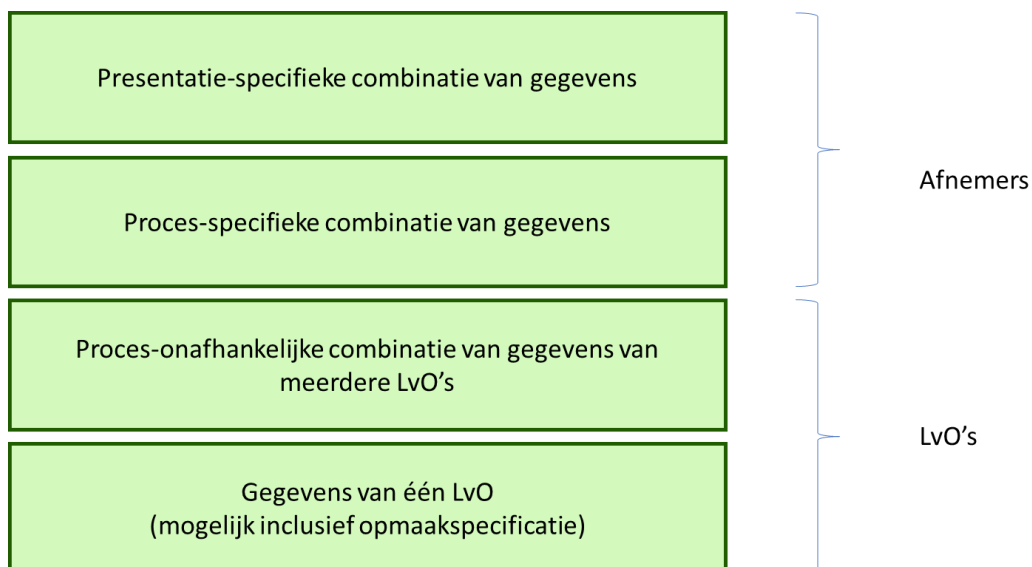 Presentatie-specifieke combinatie van gegevens
Proces-specifieke combinatie van gegevens
Afnemers
Proces-onafhankelijke combinatie van gegevens van
meerdere LvO's
Gegevens van één LvO
(mogelijk inclusief opmaakspecificatie)
LvO's